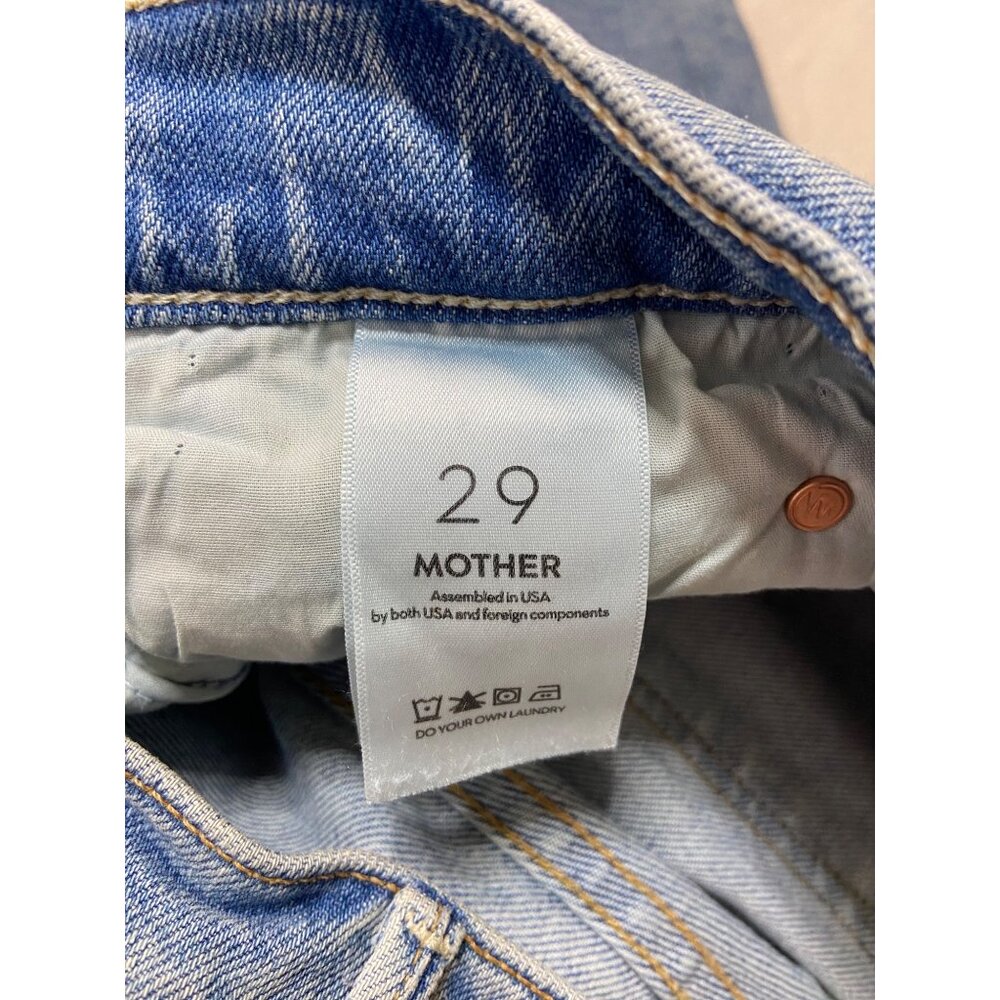 29
MOTHER
Assembled in USA
by both USA and foreign components
DO YOUR OWN LAUNDRY